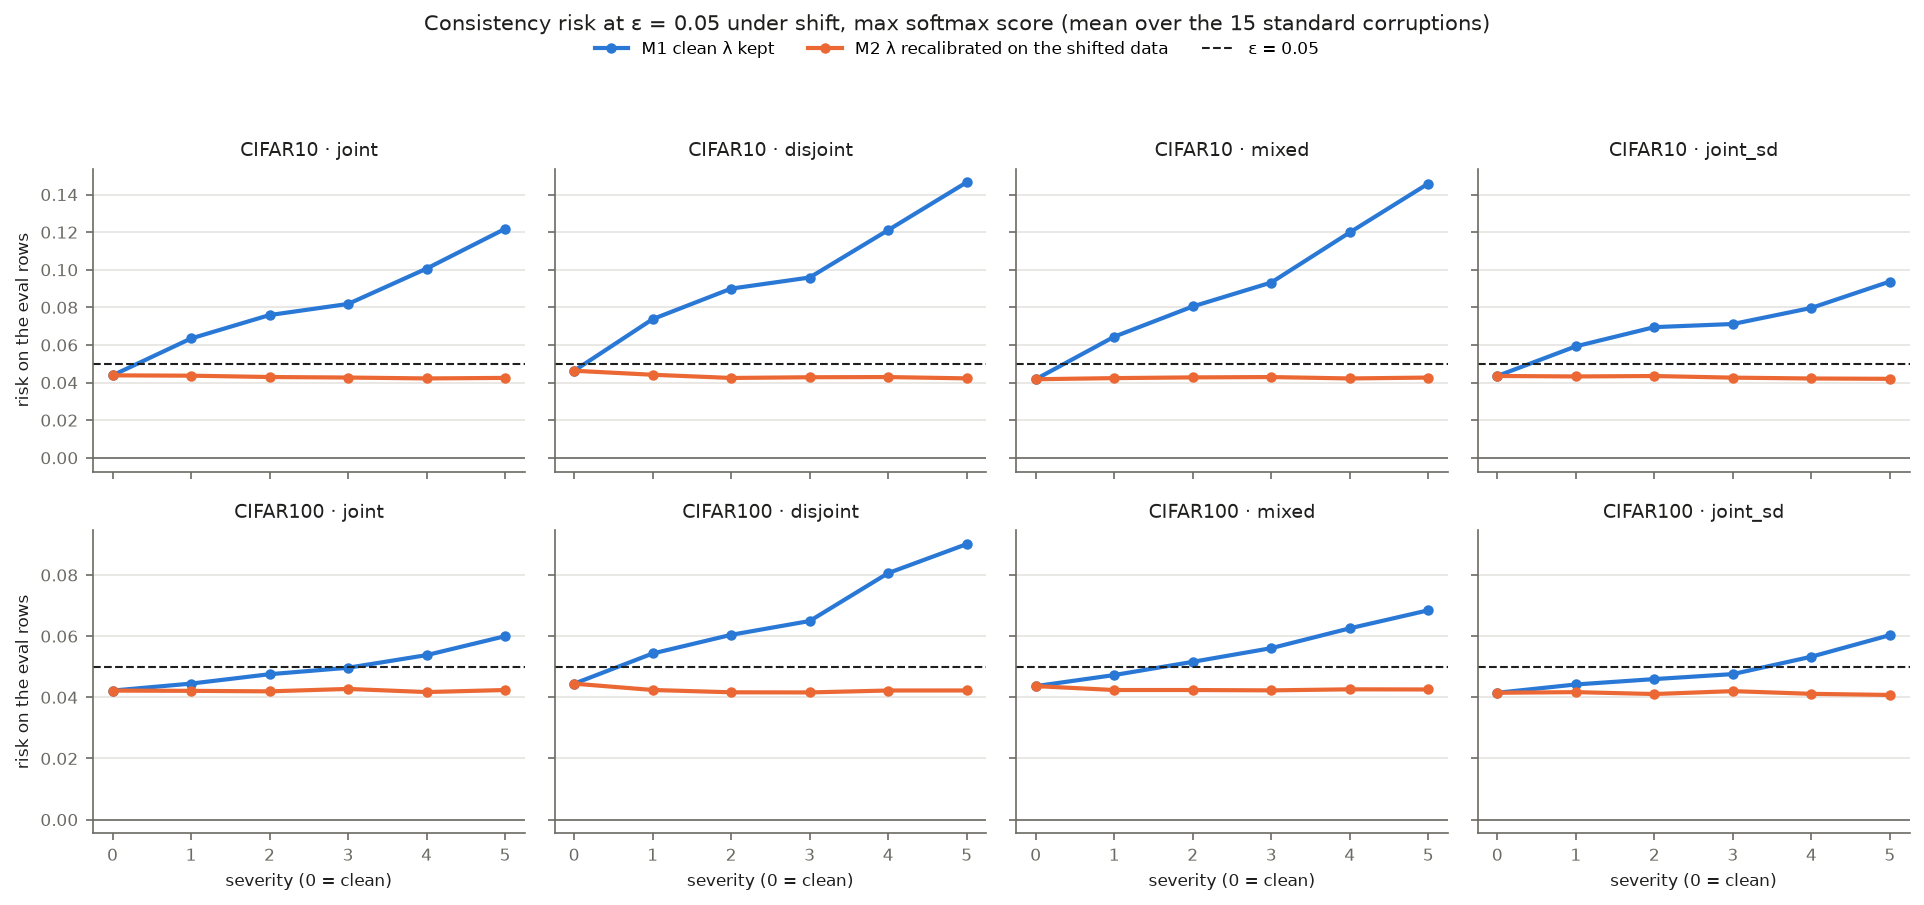 Consistency risk at ε = 0.05 under shift, max softmax score (mean over the 15 standard corruptions)
M1 clean λ kept M2 λ recalibrated on the shifted data ε = 0.05
CIFAR10 · joint CIFAR10 · disjoint CIFAR10 · mixed CIFAR10 · joint_sd
risk on the eval rows
0.14
0.12
0.10
0.08
0.06
0.04
0.02
0.00
CIFAR100 · joint CIFAR100 · disjoint CIFAR100 · mixed CIFAR100 · joint_sd
risk on the eval rows
0.08
0.06
0.04
0.02
0.00
0 1 2 3 4 5 0 1 2 3 4 5 0 1 2 3 4 5 0 1 2 3 4 5
severity (0 = clean) severity (0 = clean) severity (0 = clean) severity (0 = clean)